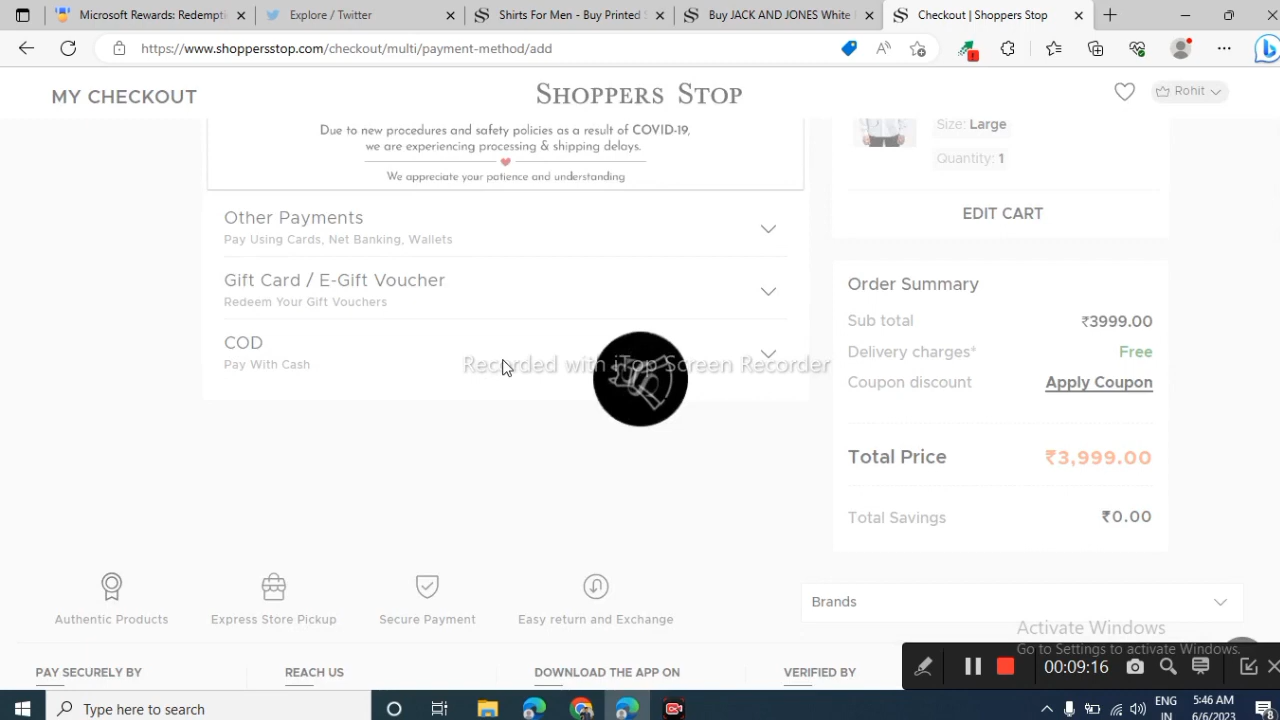 Microsoft Rewards: Redempti
Explore / Twitter
Shirts For Men - Buy Printed S
Buy JACK AND JONES White
Checkout | Shoppers Stop
https://www.shoppersstop.com/checkout/multi/payment-method/add
MY CHECKOUT
SHOPPERS STOP
Rohit
Due to new procedures and safety policies as a result of COVID-19,
we are experiencing processing & shipping delays.
We appreciate your patience and understanding
Size: Large
Quantity: 1
EDIT CART
Other Payments
Pay Using Cards, Net Banking, Wallets
Gift Card / E-Gift Voucher
Redeem Your Gift Vouchers
COD
Pay With Cash
Recorded with iTop Screen Recorder
Order Summary
Sub total ₹3999.00
Delivery charges* Free
Coupon discount Apply Coupon
Total Price ₹3,999.00
Total Savings ₹0.00
Authentic Products
Express Store Pickup
Secure Payment
Easy return and Exchange
Brands
Activate Windows
Go to Settings to activate Windows.
PAY SECURELY BY
REACH US
DOWNLOAD THE APP ON
VERIFIED BY
00:09:16
Type here to search
ENG
IN
5:46 AM
6/6/2023
8